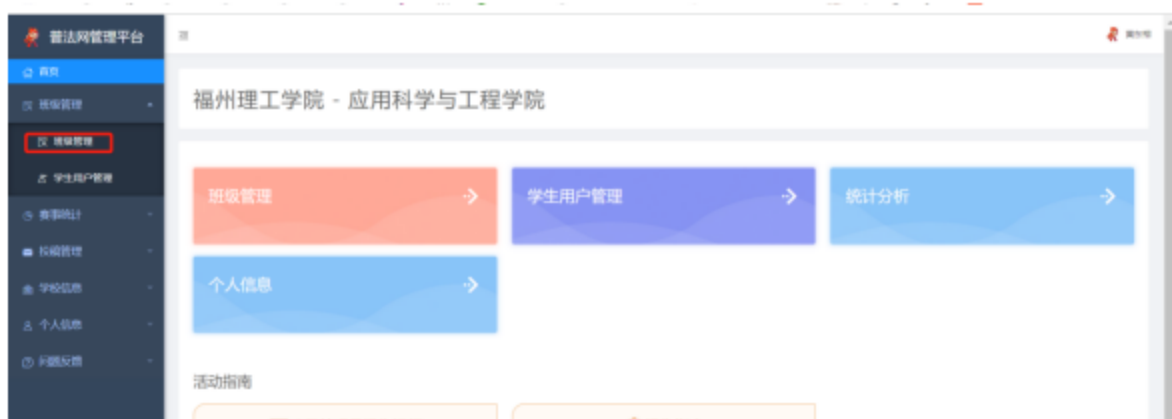 普法网管理平台
首页
班级管理
班级管理
学生用户管理
赛事统计
投稿管理
学校信息
个人信息
问题反馈
福州理工学院 - 应用科学与工程学院
班级管理
学生用户管理
统计分析
个人信息
活动指南